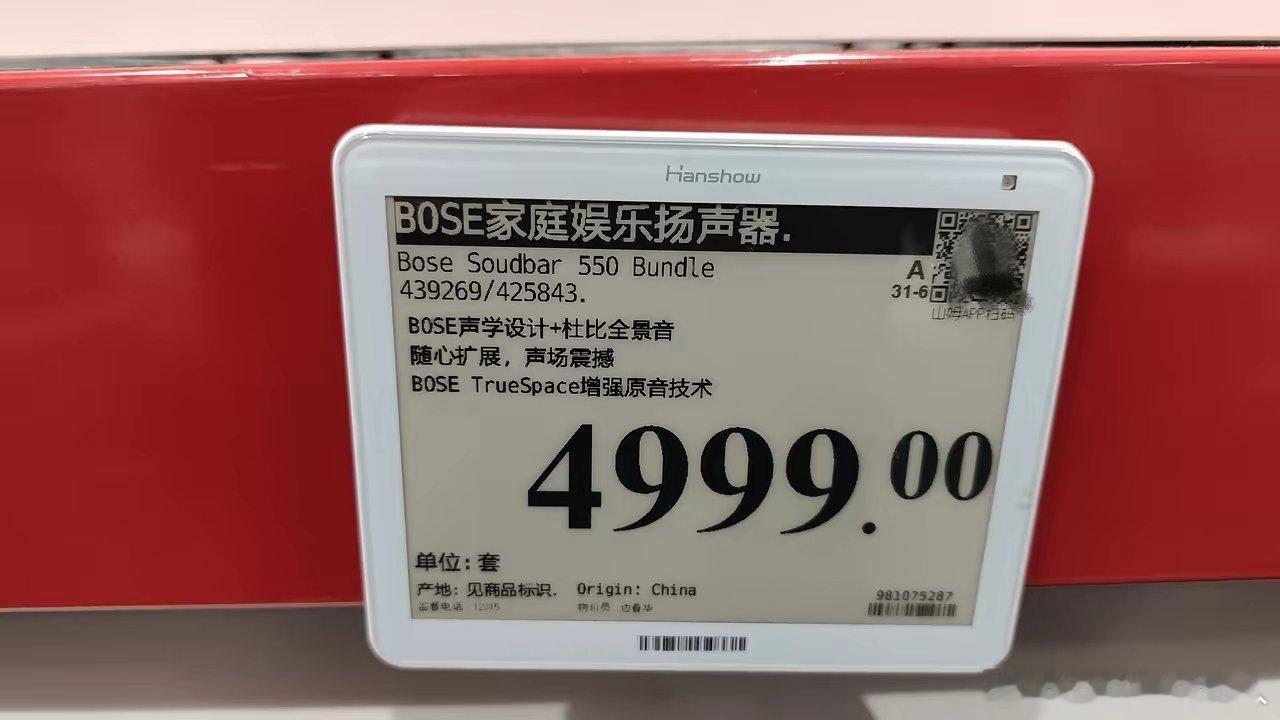 Hanshow
BOSE家庭娱乐扬声器.
Bose Soudbar 550 Bundle
439269/425843.
A
31-6
山姆APP扫码
BOSE声学设计+杜比全景音
随心扩展，声场震撼
BOSE TrueSpace增强原音技术
4999.00
单位：套
产地：见商品标识. Origin: China
监督电话 12315
物价员 边春华
981075287